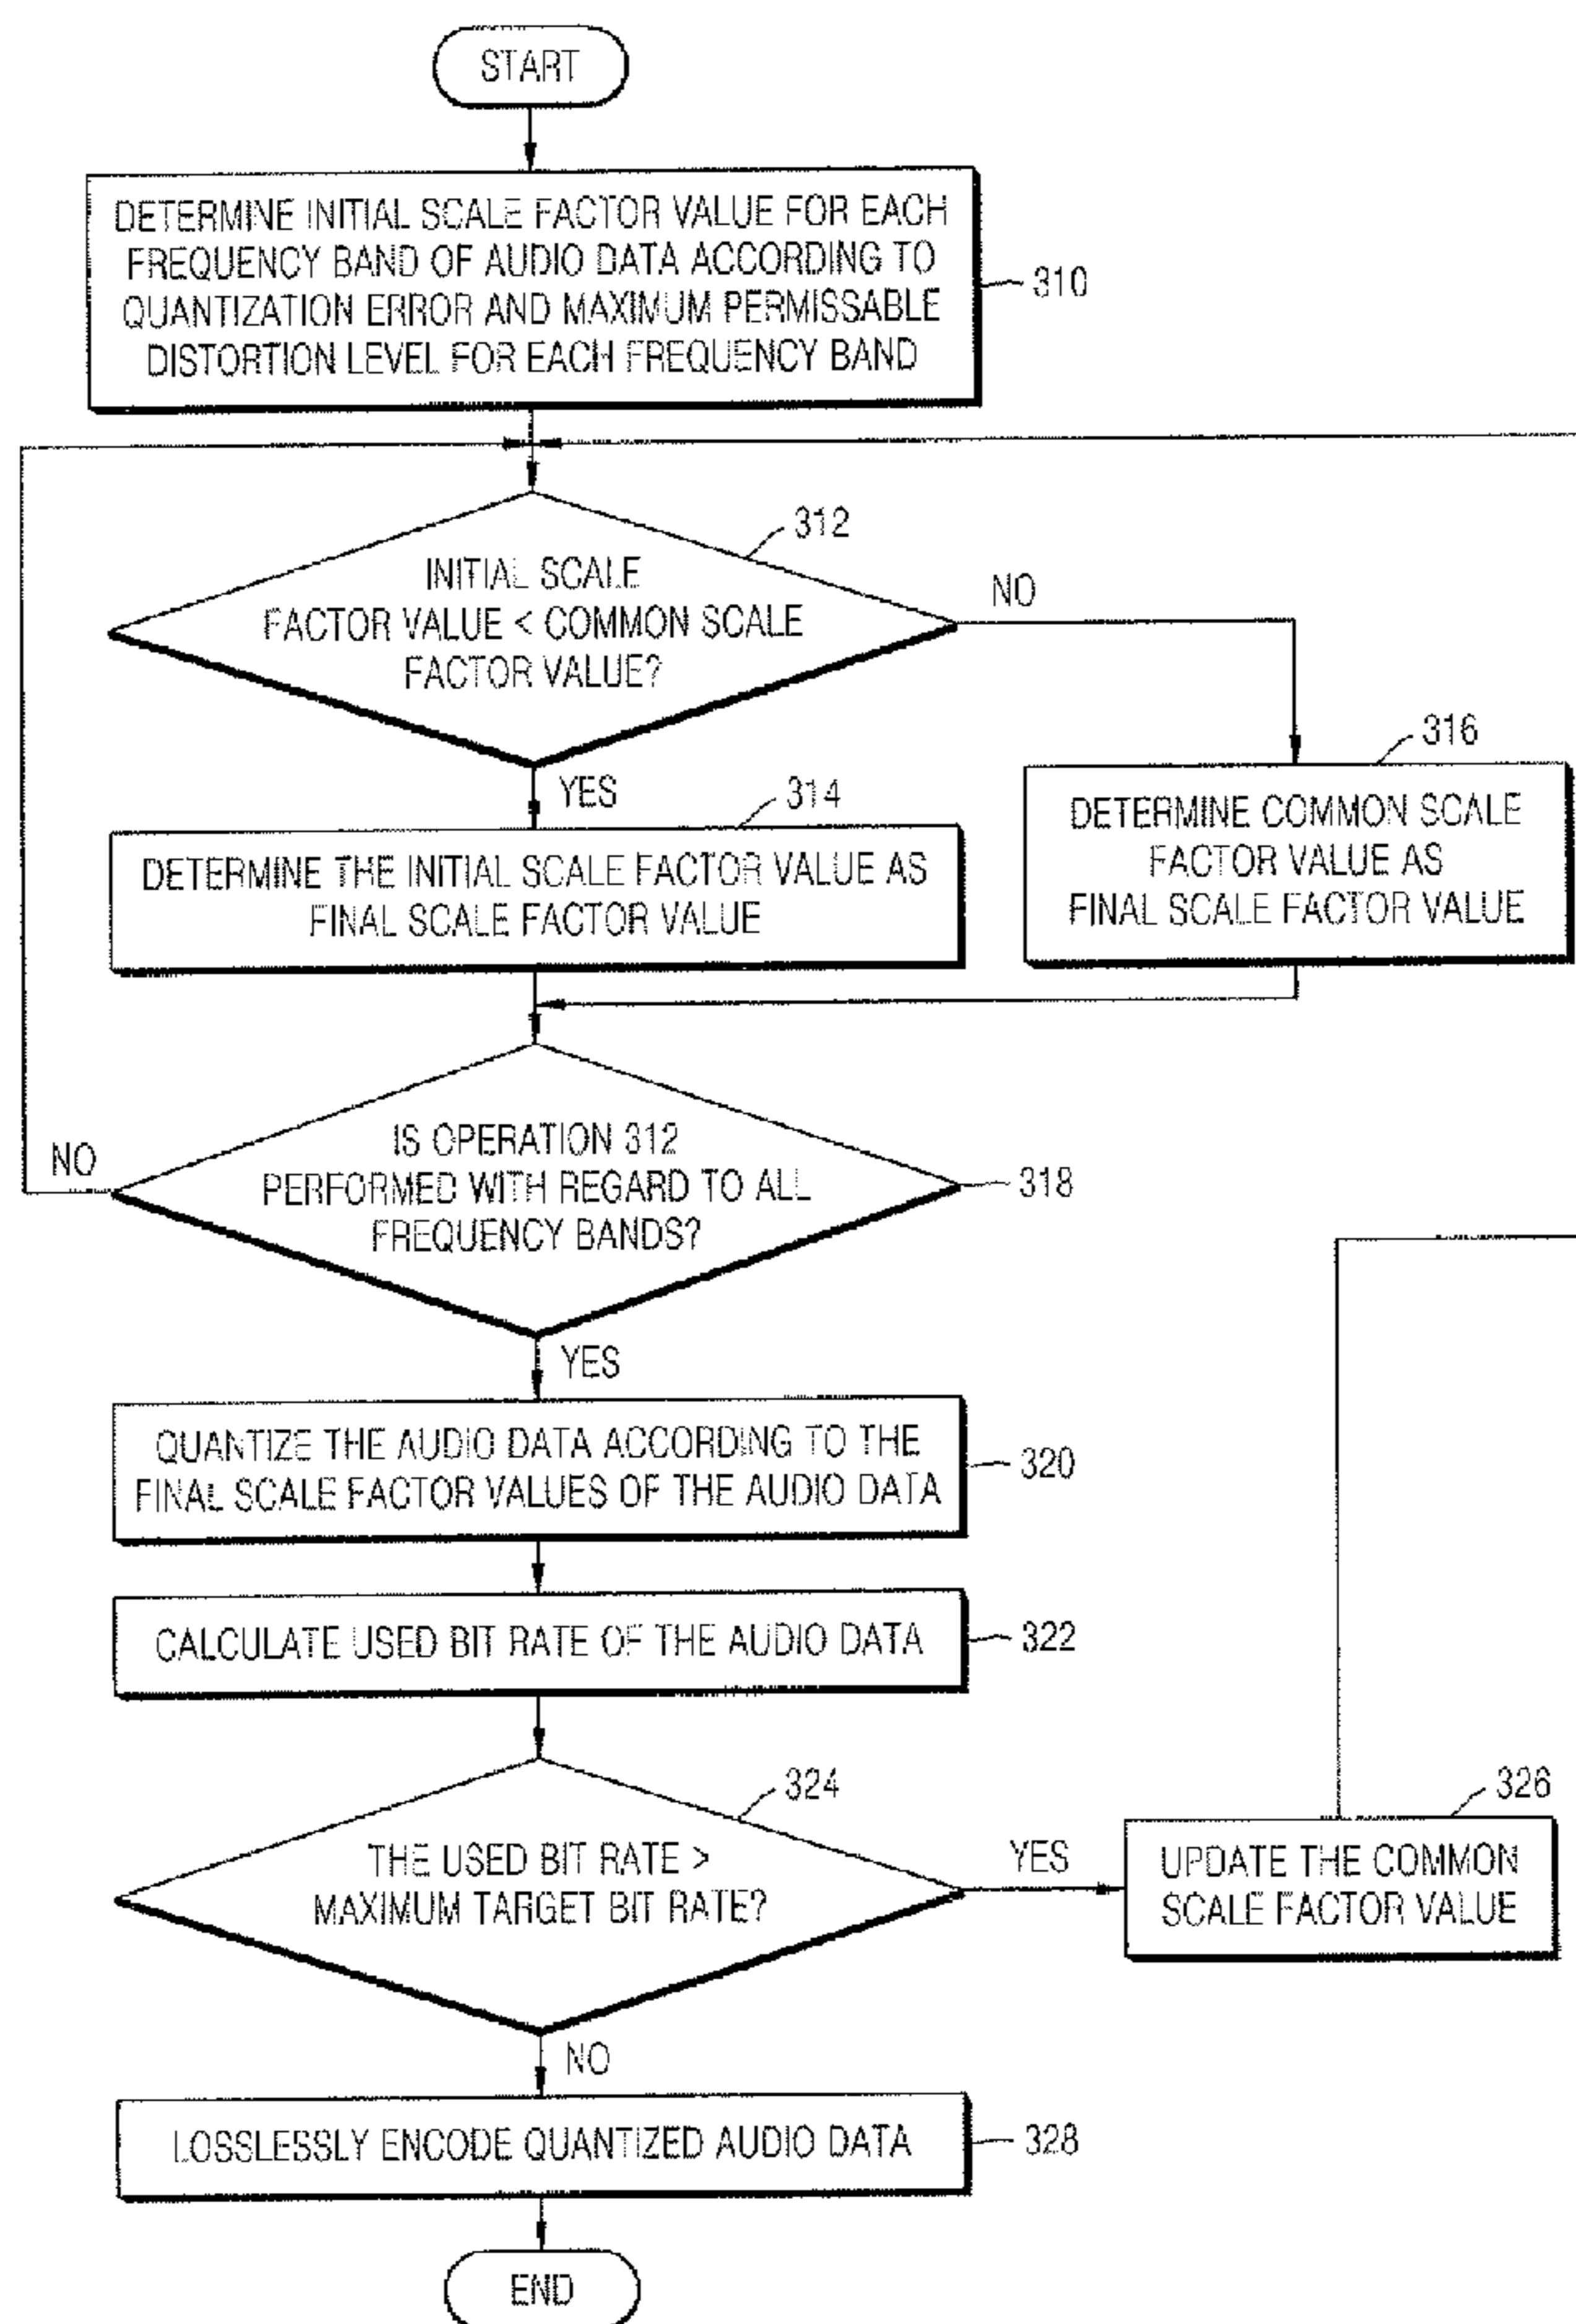 START
DETERMINE INITIAL SCALE FACTOR VALUE FOR EACH
FREQUENCY BAND OF AUDIO DATA ACCORDING TO
QUANTIZATION ERROR AND MAXIMUM PERMISSABLE
DISTORTION LEVEL FOR EACH FREQUENCY BAND
310
312
INITIAL SCALE
FACTOR VALUE < COMMON SCALE
FACTOR VALUE?
NO
YES
314
DETERMINE THE INITIAL SCALE FACTOR VALUE AS
FINAL SCALE FACTOR VALUE
316
DETERMINE COMMON SCALE
FACTOR VALUE AS
FINAL SCALE FACTOR VALUE
NO
IS OPERATION 312
PERFORMED WITH REGARD TO ALL
FREQUENCY BANDS?
318
YES
QUANTIZE THE AUDIO DATA ACCORDING TO THE
FINAL SCALE FACTOR VALUES OF THE AUDIO DATA
320
CALCULATE USED BIT RATE OF THE AUDIO DATA
322
324
THE USED BIT RATE >
MAXIMUM TARGET BIT RATE?
YES
326
UPDATE THE COMMON
SCALE FACTOR VALUE
NO
LOSSLESSLY ENCODE QUANTIZED AUDIO DATA
328
END